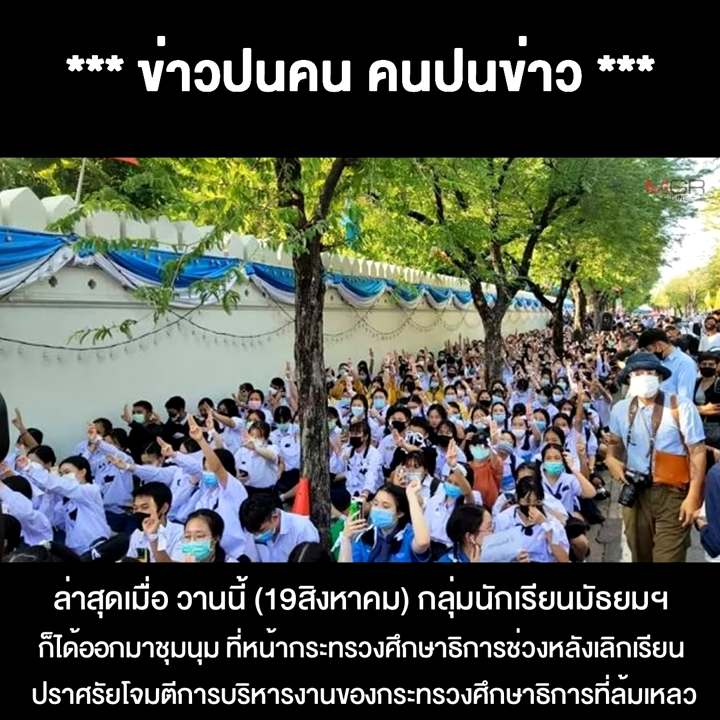 *** ข่าวปนคน คนปนข่าว ***
MGR
ล่าสุดเมื่อ วานนี้ (19สิงหาคม) กลุ่มนักเรียนมัธยมฯ
ก็ได้ออกมาชุมนุม ที่หน้ากระทรวงศึกษาธิการช่วงหลังเลิกเรียน
ปราศรัยโจมตีการบริหารงานของกระทรวงศึกษาธิการที่ล้มเหลว